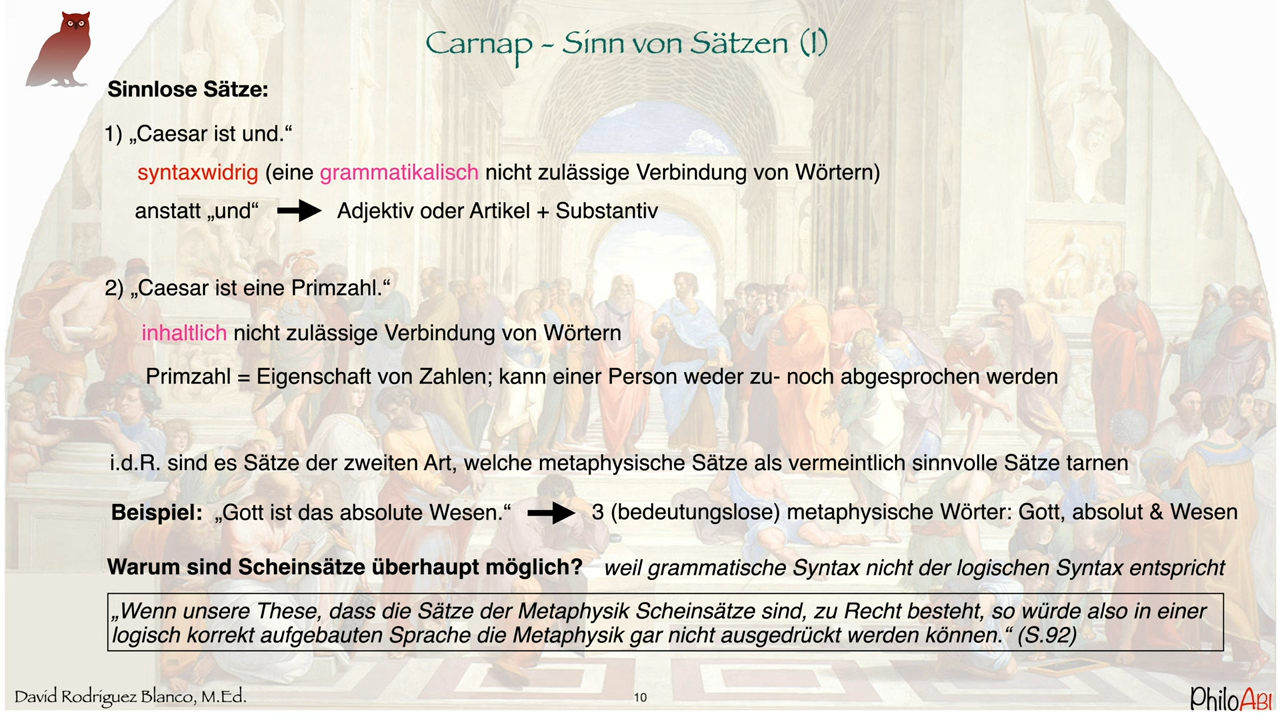 Carnap - Sinn von Sätzen (I)
Sinnlose Sätze:
1) „Caesar ist und.“
syntaxwidrig (eine grammatikalisch nicht zulässige Verbindung von Wörtern)
anstatt „und“ Adjektiv oder Artikel + Substantiv
2) „Caesar ist eine Primzahl.“
inhaltlich nicht zulässige Verbindung von Wörtern
Primzahl = Eigenschaft von Zahlen; kann einer Person weder zu- noch abgesprochen werden
i.d.R. sind es Sätze der zweiten Art, welche metaphysische Sätze als vermeintlich sinnvolle Sätze tarnen
Beispiel: „Gott ist das absolute Wesen.“ 3 (bedeutungslose) metaphysische Wörter: Gott, absolut & Wesen
Warum sind Scheinsätze überhaupt möglich? weil grammatische Syntax nicht der logischen Syntax entspricht
„Wenn unsere These, dass die Sätze der Metaphysik Scheinsätze sind, zu Recht besteht, so würde also in einer
logisch korrekt aufgebauten Sprache die Metaphysik gar nicht ausgedrückt werden können.“ (S.92)
David Rodriguez Blanco, M.Ed.
10
PhiloABI